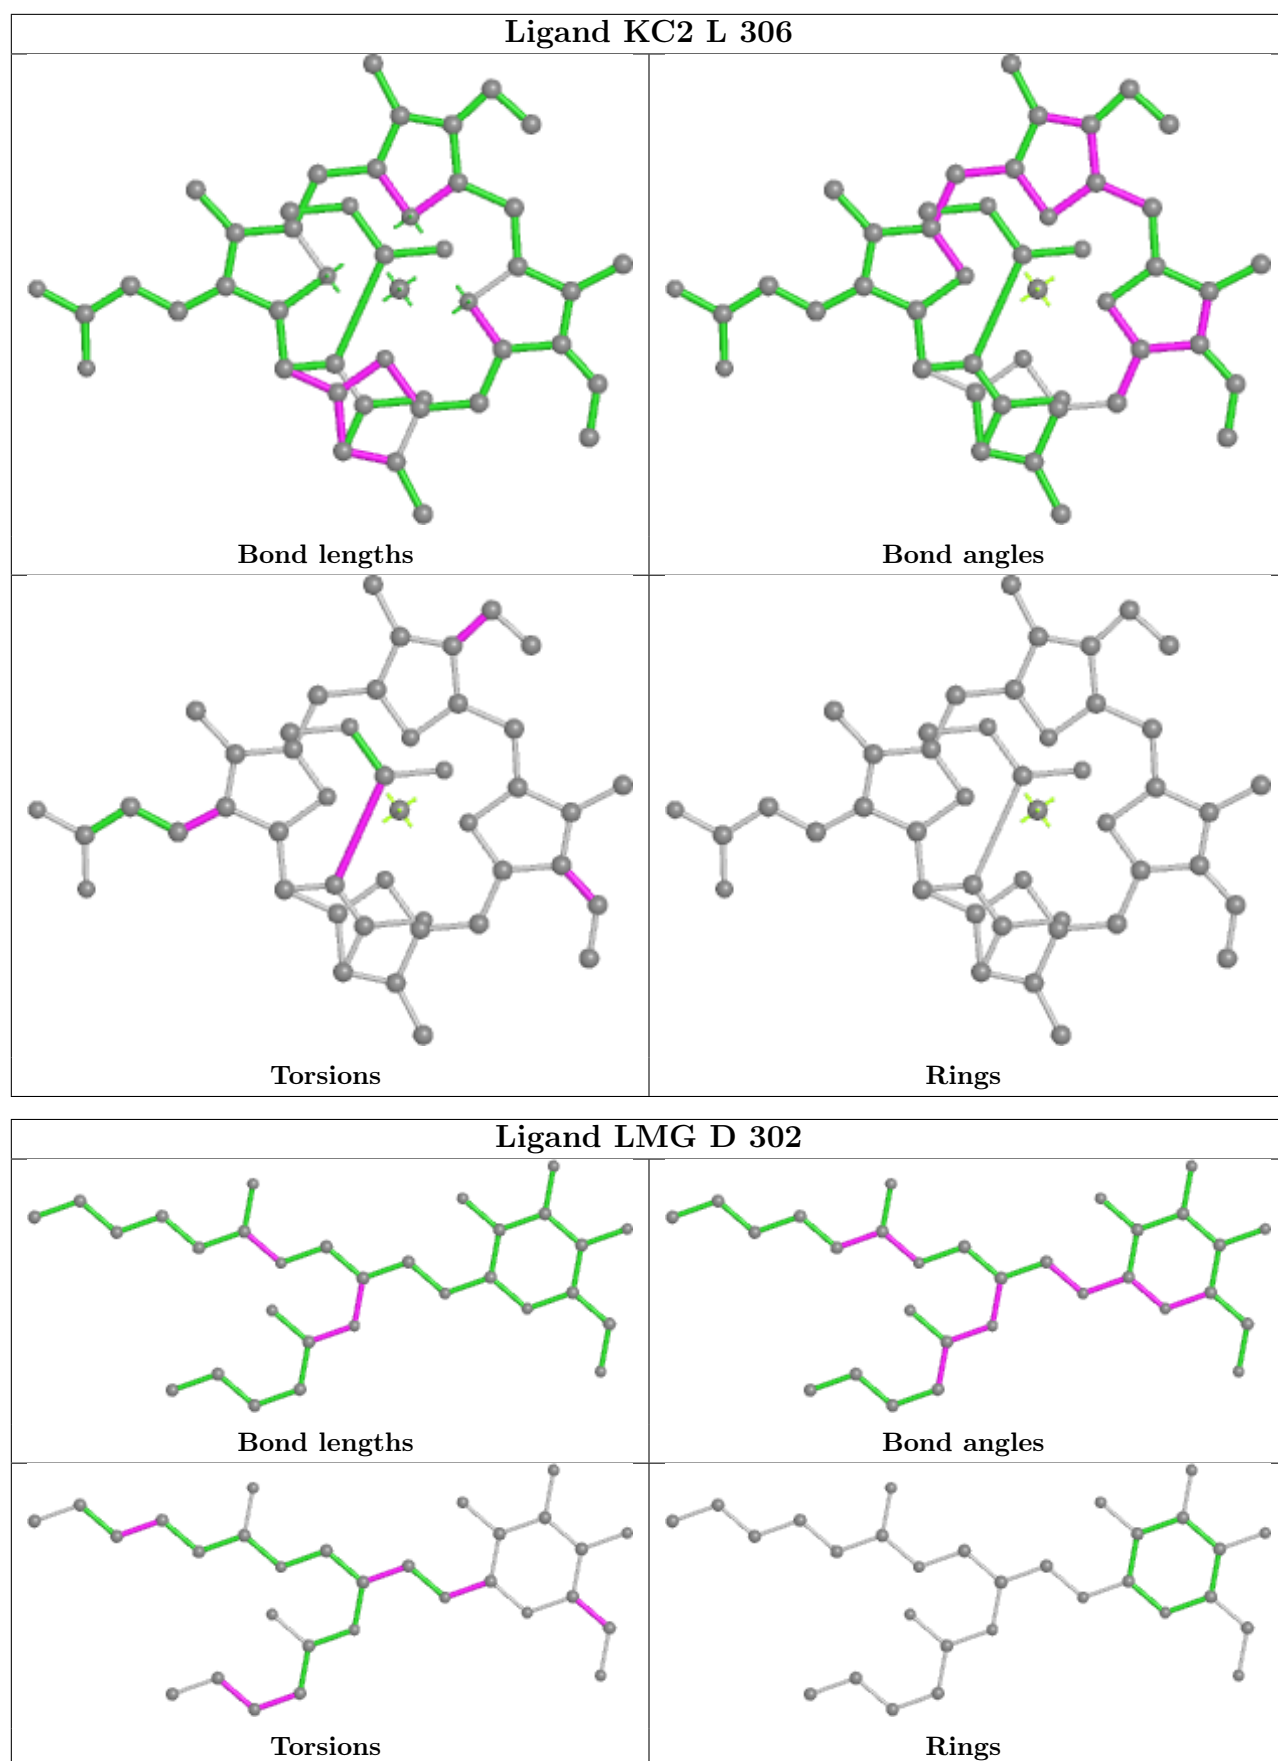 Ligand KC2 L 306
Bond lengths
Bond angles
Torsions
Rings
Ligand LMG D 302
Bond lengths
Bond angles
Torsions
Rings